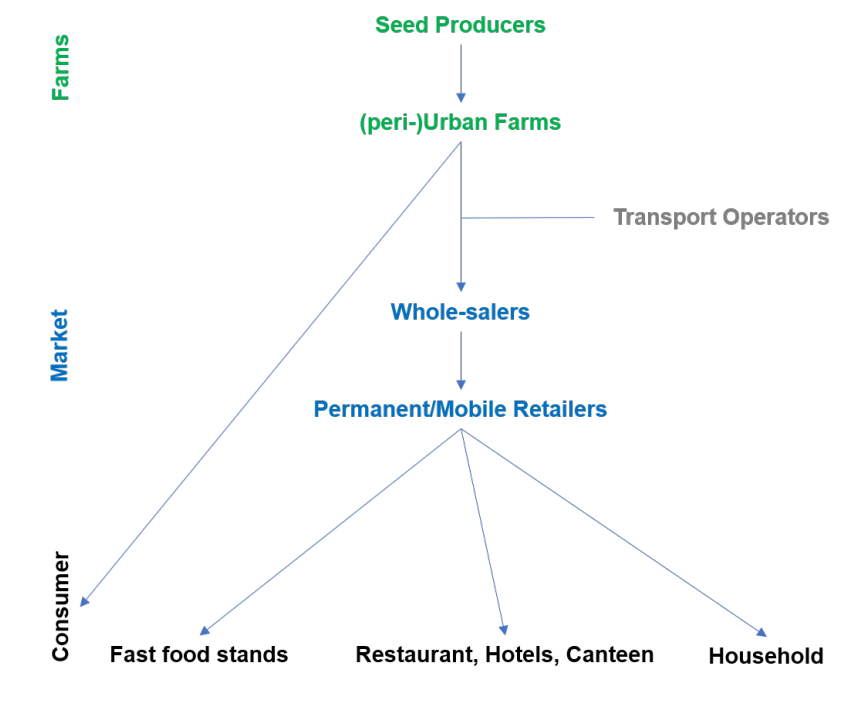 Seed Producers
Farms
(peri-)Urban Farms
Transport Operators
Whole-salers
Market
Permanent/Mobile Retailers
Consumer
Fast food stands
Restaurant, Hotels, Canteen
Household